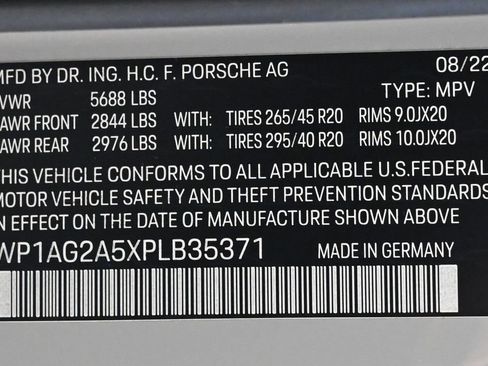 MFD BY DR. ING. H.C. F. PORSCHE AG 08/22
VWR 5688 LBS TYPE: MPV
AWR FRONT 2844 LBS WITH: TIRES 265/45 R20 RIMS 9.0JX20
AWR REAR 2976 LBS WITH: TIRES 295/40 R20 RIMS 10.0JX20
THIS VEHICLE CONFORMS TO ALL APPLICABLE U.S.FEDERAL
MOTOR VEHICLE SAFETY AND THEFT PREVENTION STANDARDS
IN EFFECT ON THE DATE OF MANUFACTURE SHOWN ABOVE
WP1AG2A5XPLB35371 MADE IN GERMANY